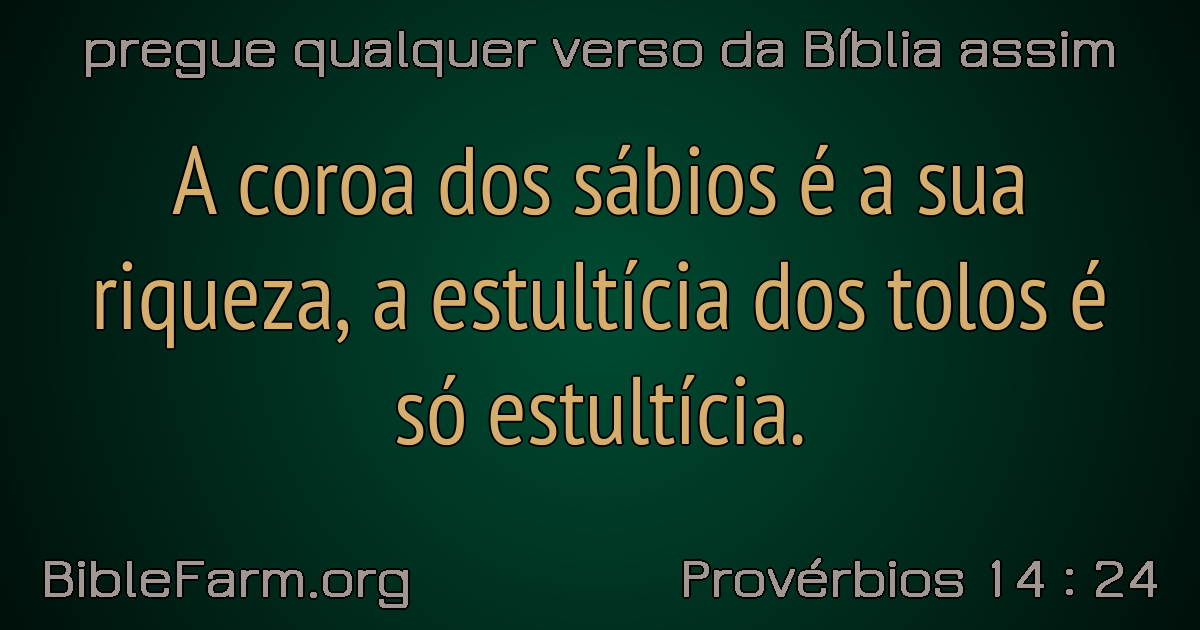 pregue qualquer verso da Bíblia assim
A coroa dos sábios é a sua
riqueza, a estultícia dos tolos é
só estultícia.
BibleFarm.org
Provérbios 14 : 24